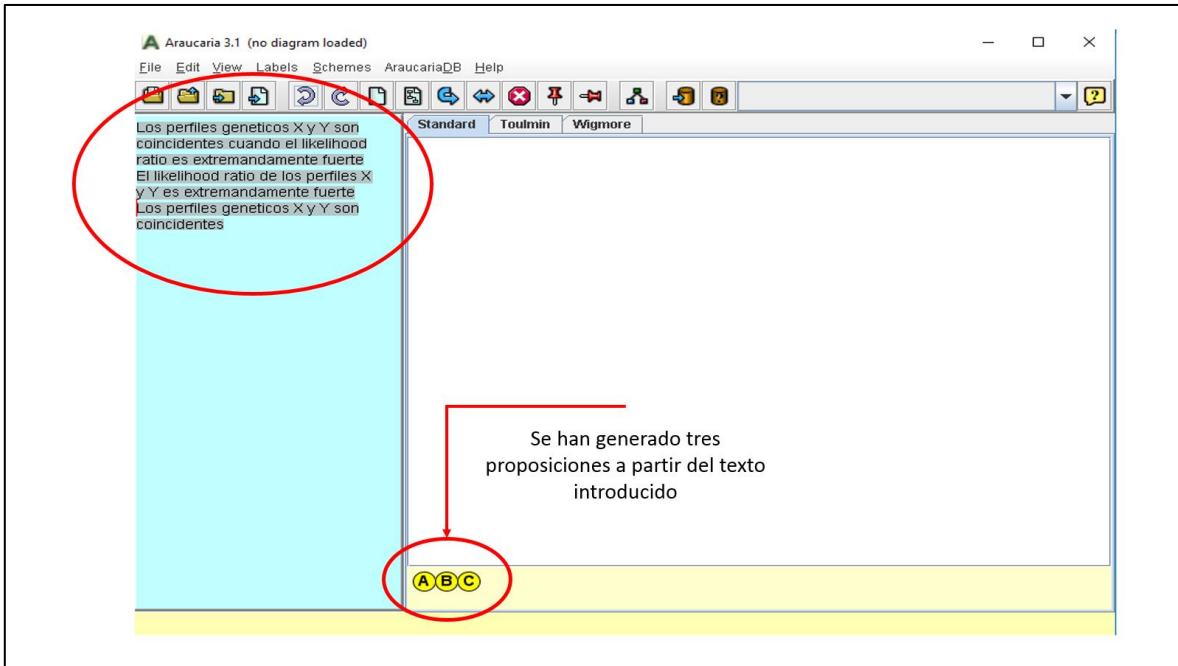 Araucaria 3.1 (no diagram loaded)
File Edit View Labels Schemes AraucariaDB Help
Standard Toulmin Wigmore
Los perfiles geneticos X y Y son
coincidentes cuando el likelihood
ratio es extremandamente fuerte
El likelihood ratio de los perfiles X
y Y es extremandamente fuerte
Los perfiles geneticos X y Y son
coincidentes
Se han generado tres
proposiciones a partir del texto
introducido
A B C